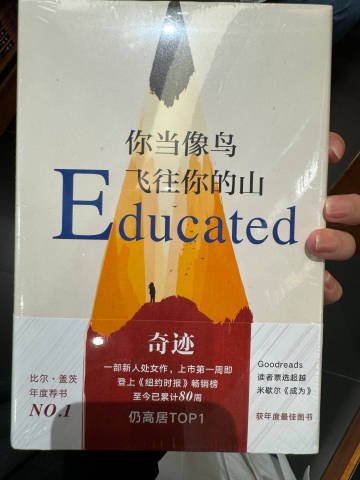 你当像鸟
飞往你的山
Educated
奇迹
一部新人处女作，上市第一周即
登上《纽约时报》畅销榜
至今已累计80周
仍高居TOP1
比尔·盖茨
年度荐书
NO.1
Goodreads
读者票选超越
米歇尔《成为》
获年度最佳图书